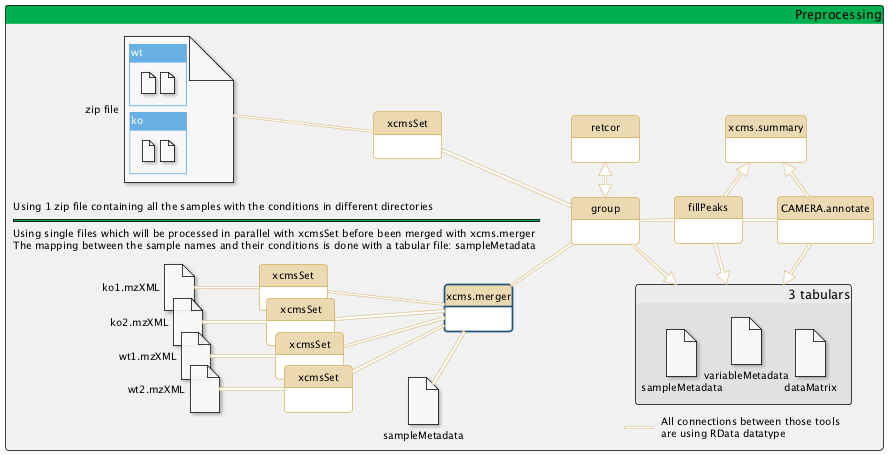 Preprocessing
wt
zip file
ko
xcmsSet
retcor
xcms.summary
group
fillPeaks
CAMERA.annotate
Using 1 zip file containing all the samples with the conditions in different directories
Using single files which will be processed in parallel with xcmsSet before been merged with xcms.merger
The mapping between the sample names and their conditions is done with a tabular file: sampleMetadata
ko1.mzXML
xcmsSet
ko2.mzXML
xcmsSet
wt1.mzXML
xcmsSet
wt2.mzXML
xcmsSet
xcms.merger
sampleMetadata
3 tabulars
sampleMetadata
variableMetadata
dataMatrix
All connections between those tools
are using RData datatype